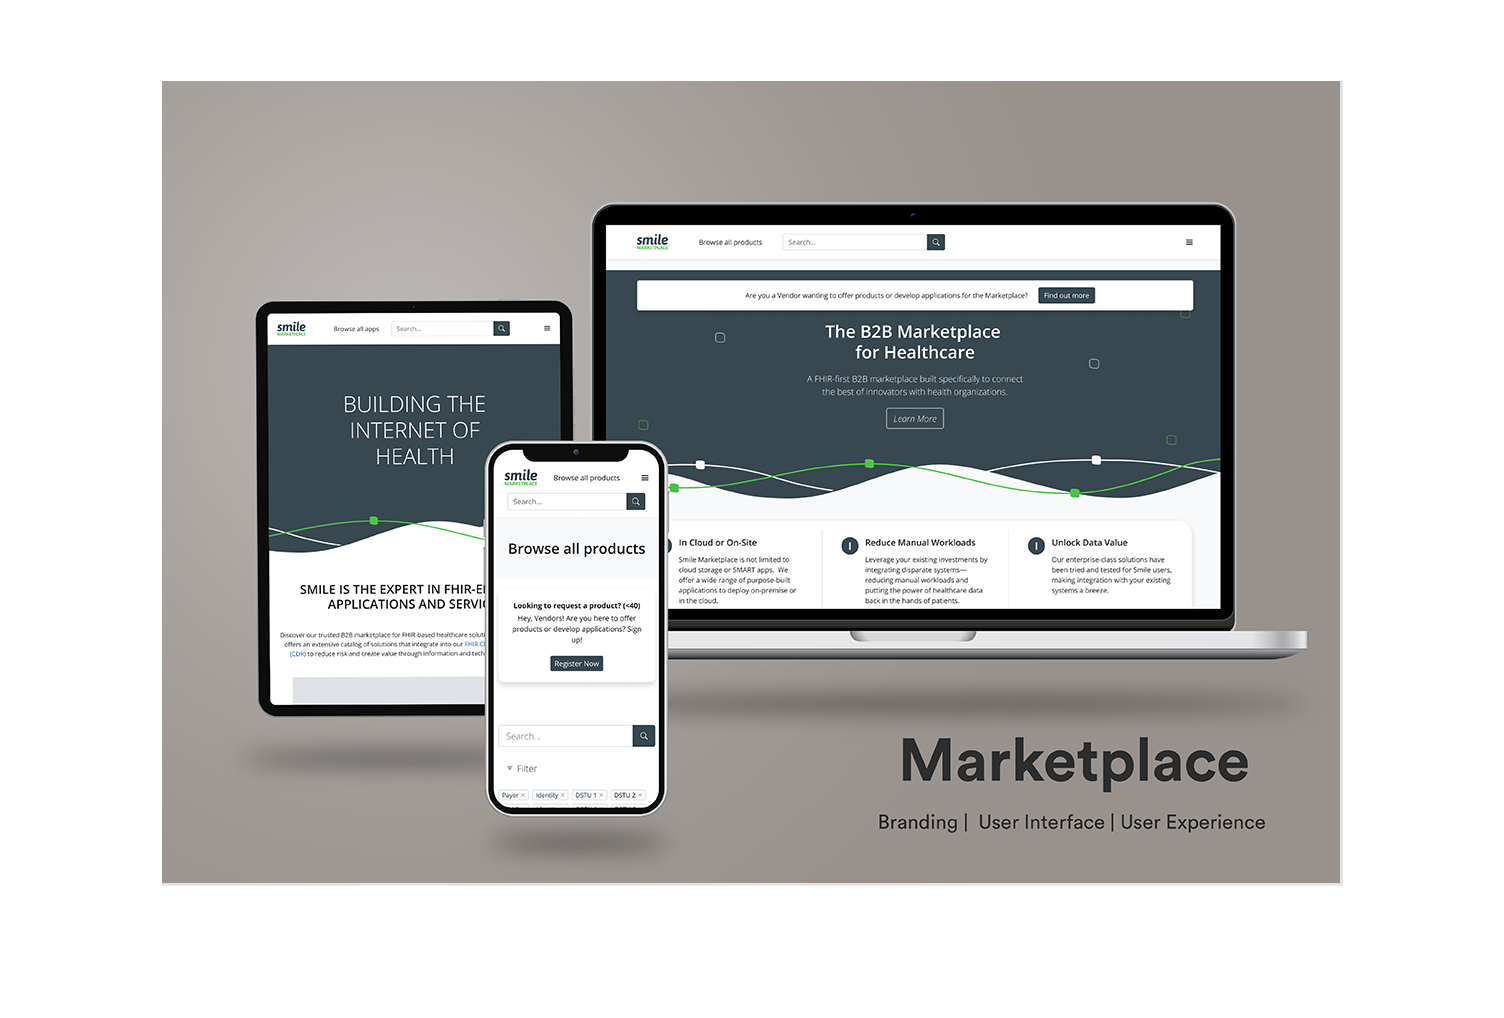 smile
MARKETPLACE
Browse all apps
Search...
BUILDING THE
INTERNET OF
HEALTH
SMILE IS THE EXPERT IN FHIR-
APPLICATIONS AND
Discover our trusted B2B marketplace for FHIR-based healthcare
offers an extensive catalog of solutions that integrate into our FHIR
(CDR) to reduce risk and create value through information and
smile
MARKETPLACE
Browse all products
Search...
Browse all products
Looking to request a product? (<40)
Hey, Vendors! Are you here to offer
products or develop applications? Sign
up!
Register Now
Search...
Filter
Payer ×
Identity ×
DSTU 1 ×
DSTU 2 ×
smile
MARKETPLACE
Browse all products
Search...
Are you a Vendor wanting to offer products or develop applications for the Marketplace?
Find out more
The B2B Marketplace
for Healthcare
A FHIR-first B2B marketplace built specifically to connect
the best of innovators with health organizations.
Learn More
In Cloud or On-Site
Smile Marketplace is not limited to
cloud storage or SMART apps. We
offer a wide range of purpose-built
applications to deploy on-premise or
in the cloud.
Reduce Manual Workloads
Leverage your existing investments by
integrating disparate systems—
reducing manual workloads and
putting the power of healthcare data
back in the hands of patients.
Unlock Data Value
Our enterprise-class solutions have
been tried and tested for Smile users,
making integration with your existing
systems a breeze.
Marketplace
Branding | User Interface | User Experience